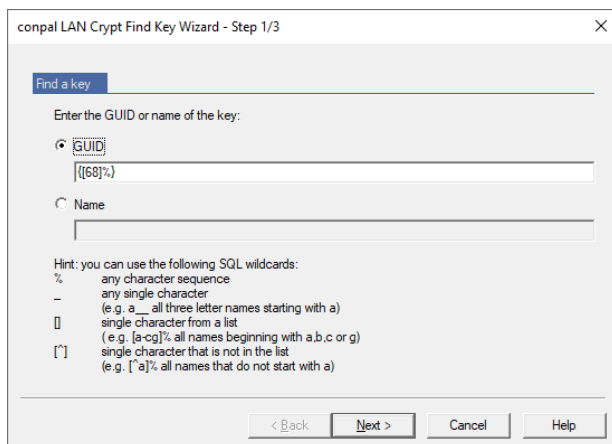 conpal LAN Crypt Find Key Wizard - Step 1/3
Find a key
Enter the GUID or name of the key:
GUID
{[68]%}
Name
Hint: you can use the following SQL wildcards:
% any character sequence
_ any single character
(e.g. a__ all three letter names starting with a)
[] single character from a list
( e.g. [a-cg]% all names beginning with a,b,c or g)
[^] single character that is not in the list
(e.g. [^a]% all names that do not start with a)
< Back Next > Cancel Help